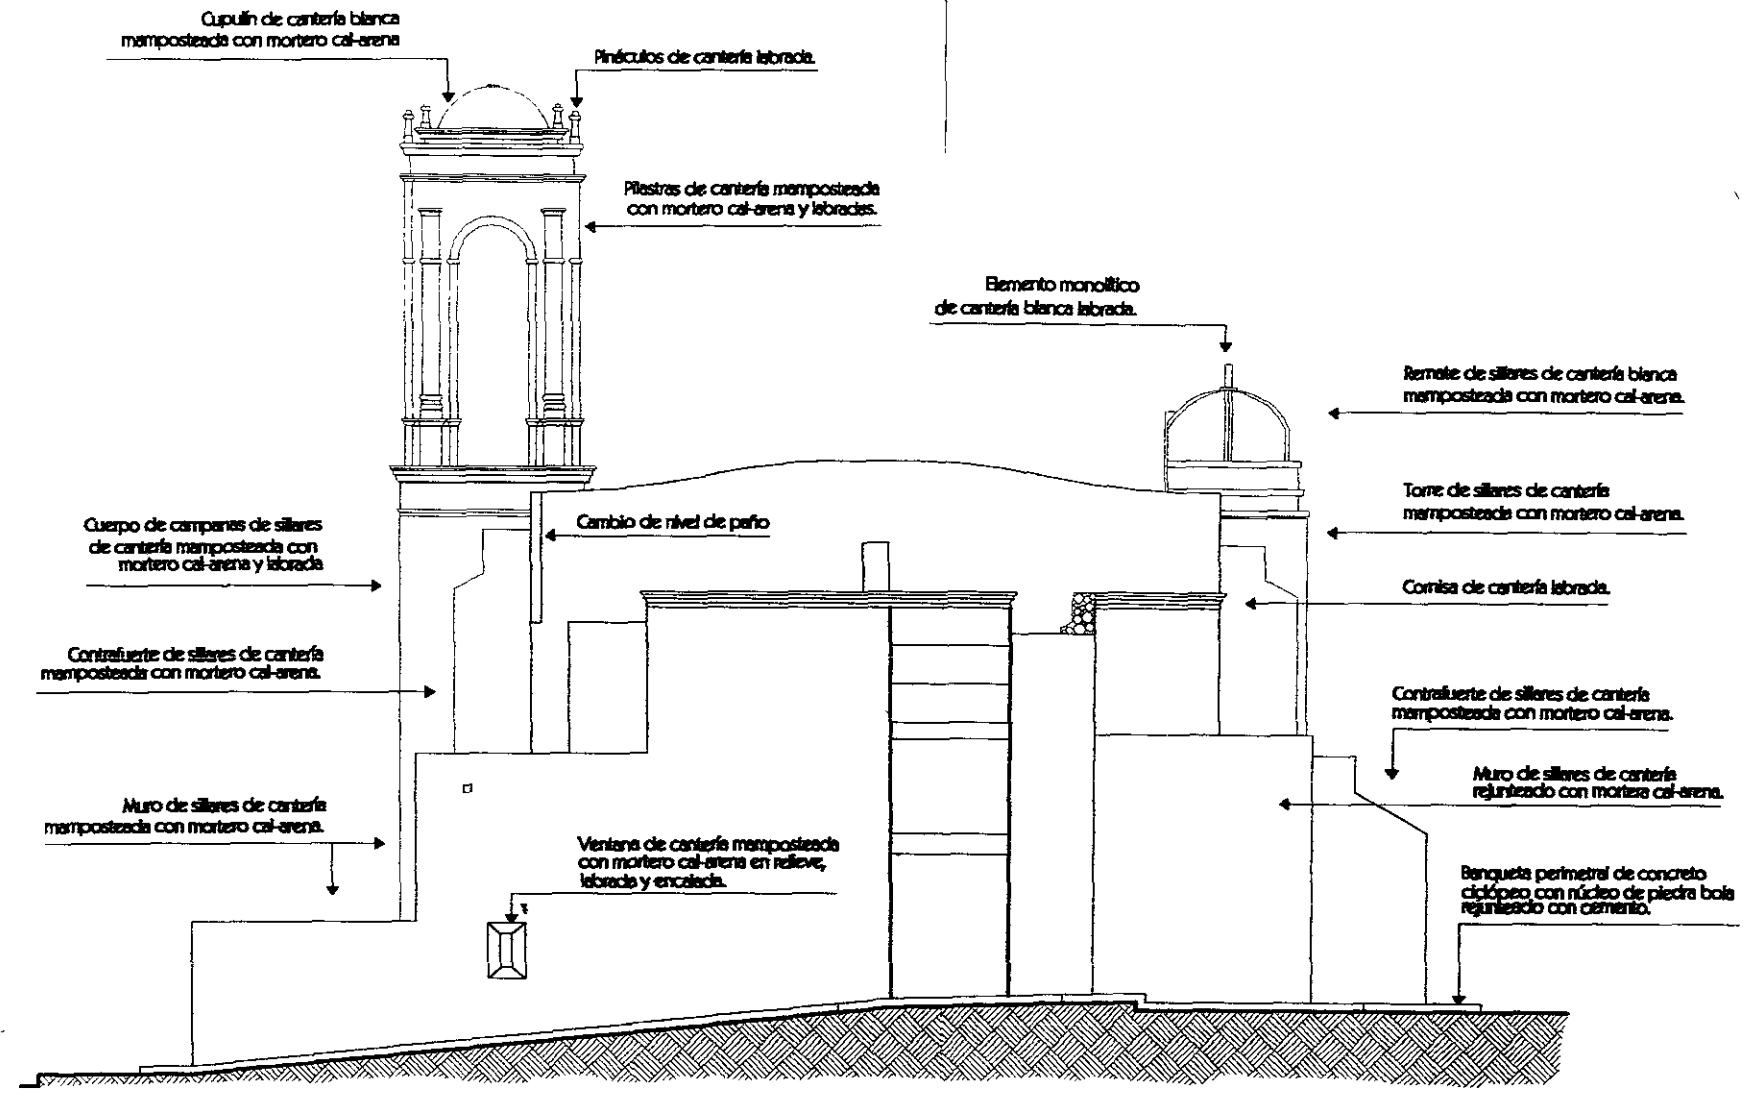 Cupulín de cantería blanca
mamposteada con mortero cal-arena
Pináculos de cantería labrada.
Pilastras de cantería mamposteada
con mortero cal-arena y labradas.
Elemento monolítico
de cantería blanca labrada.
Remate de sillares de cantería blanca
mamposteada con mortero cal-arena.
Torre de sillares de cantería
mamposteada con mortero cal-arena.
Cuerpo de campanas de sillares
de cantería mamposteada con
mortero cal-arena y labrada
Cambio de nivel de paño
Cornisa de cantería labrada.
Contrafuerte de sillares de cantería
mamposteada con mortero cal-arena.
Contrafuerte de sillares de cantería
mamposteada con mortero cal-arena.
Muro de sillares de cantería
rejunteado con mortera cal-arena.
Muro de sillares de cantería
mamposteada con mortero cal-arena.
Ventana de cantería mamposteada
con mortero cal-arena en relieve,
labrada y encalada.
Banqueta perimetral de concreto
ciclópeo con núcleo de piedra bola
rejunteado con cemento.